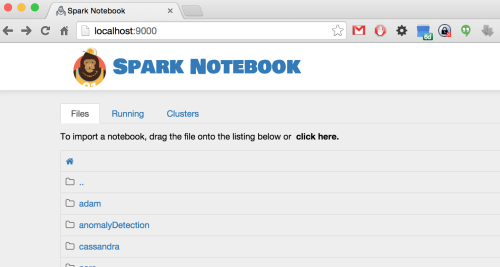 Spark Notebook
localhost:9000
SPARK NOTEBOOK
Files Running Clusters
To import a notebook, drag the file onto the listing below or click here.
..
adam
anomalyDetection
cassandra